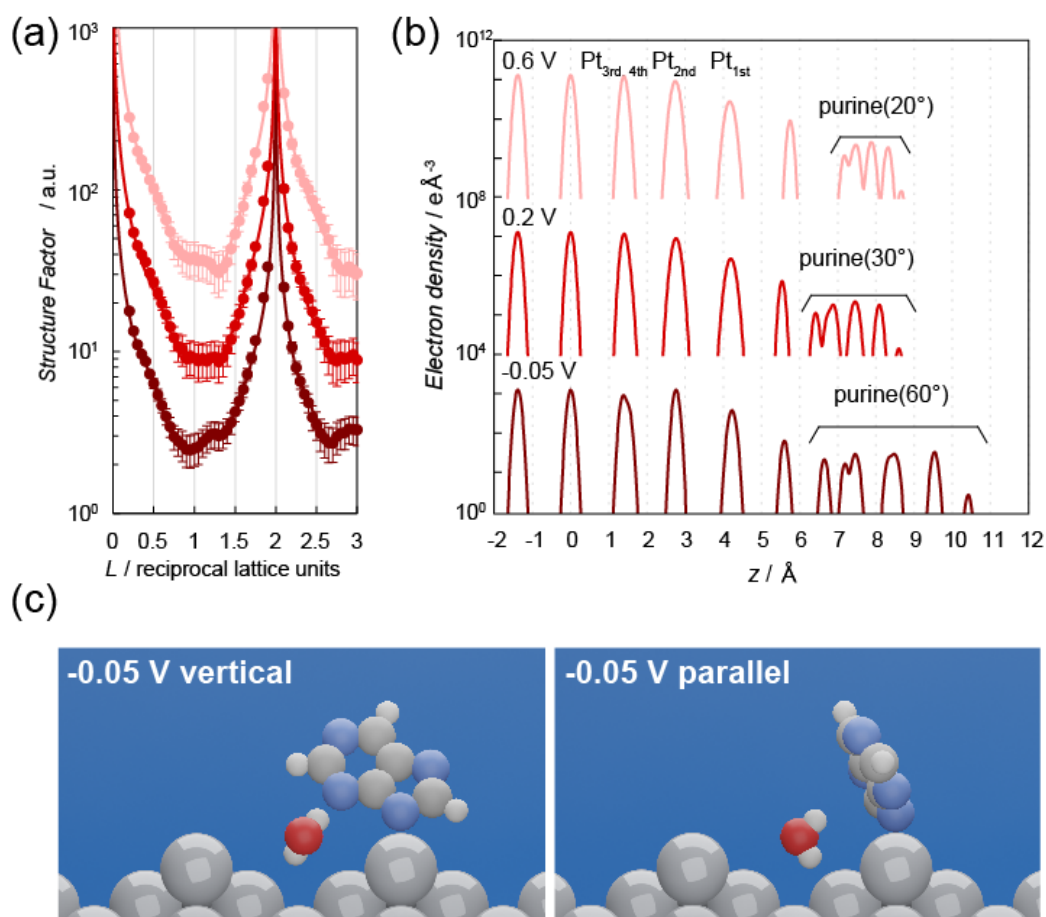 (a)
10³
10²
10¹
10⁰
Structure Factor / a.u.
0 0.5 1 1.5 2 2.5 3
L / reciprocal lattice units
(b)
10¹²
10⁸
10⁴
10⁰
Electron density / eÅ⁻³
0.6 V Pt3rd, 4th Pt2nd Pt1st
purine(20°)
0.2 V
purine(30°)
-0.05 V
purine(60°)
-2 -1 0 1 2 3 4 5 6 7 8 9 10 11 12
z / Å
(c)
-0.05 V vertical
-0.05 V parallel